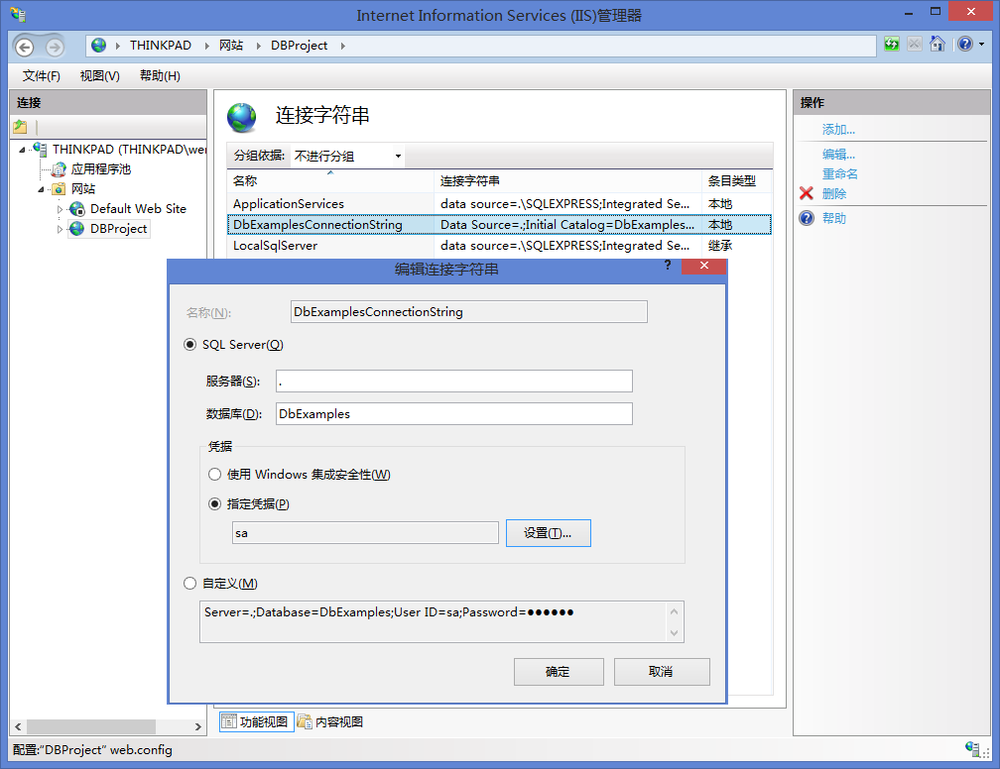 Internet Information Services (IIS)管理器
THINKPAD 网站 DBProject
文件(F) 视图(V) 帮助(H)
连接
THINKPAD (THINKPAD\wer
应用程序池
网站
Default Web Site
DBProject
连接字符串
分组依据: 不进行分组
名称 连接字符串 条目类型
ApplicationServices data source=.\SQLEXPRESS;Integrated Se... 本地
DbExamplesConnectionString Data Source=.;Initial Catalog=DbExamples... 本地
LocalSqlServer data source=.\SQLEXPRESS;Integrated Se... 继承
操作
添加...
编辑...
重命名
删除
帮助
编辑连接字符串
?
名称(N): DbExamplesConnectionString
SQL Server(Q)
服务器(S): .
数据库(D): DbExamples
凭据
使用 Windows 集成安全性(W)
指定凭据(P)
sa 设置(T)...
自定义(M)
Server=.;Database=DbExamples;User ID=sa;Password=●●●●●●
确定 取消
功能视图 内容视图
配置:"DBProject" web.config